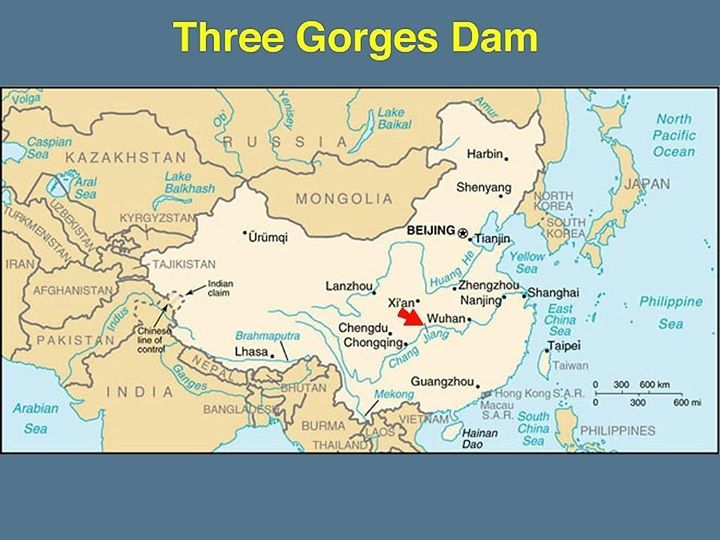 Three Gorges Dam
Volga
Ob'
Yenisey
Lake
Baikal
Amur
North
Pacific
Ocean
RUSSIA
Caspian
Sea
KAZAKHSTAN
Harbin
Aral
Sea
Lake
Balkhash
Shenyang
JAPAN
MONGOLIA
NORTH
KOREA
UZBEKISTAN
TURKMENISTAN
KYRGYZSTAN
BEIJING
Tianjin
SOUTH
KOREA
Ürümqi
Yellow
Sea
IRAN
TAJIKISTAN
Huang He
Indian
claim
Lanzhou
Zhengzhou
AFGHANISTAN
Xi'an
Nanjing
Shanghai
Philippine
Sea
Indus
Chinese
line of
control
Wuhan
East
China
Sea
PAKISTAN
Brahmaputra
Chengdu
Chongqing
Chang Jiang
Lhasa
Taipei
NEPAL
Taiwan
Ganges
INDIA
BHUTAN
Mekong
Guangzhou
0 300 600 km
0 300 600 mi
Hong Kong S.A.R.
Macau
S.A.R.
BANGLADESH
Arabian
Sea
BURMA
VIETNAM
LAOS
South
China
Sea
Hainan
Dao
PHILIPPINES
THAILAND